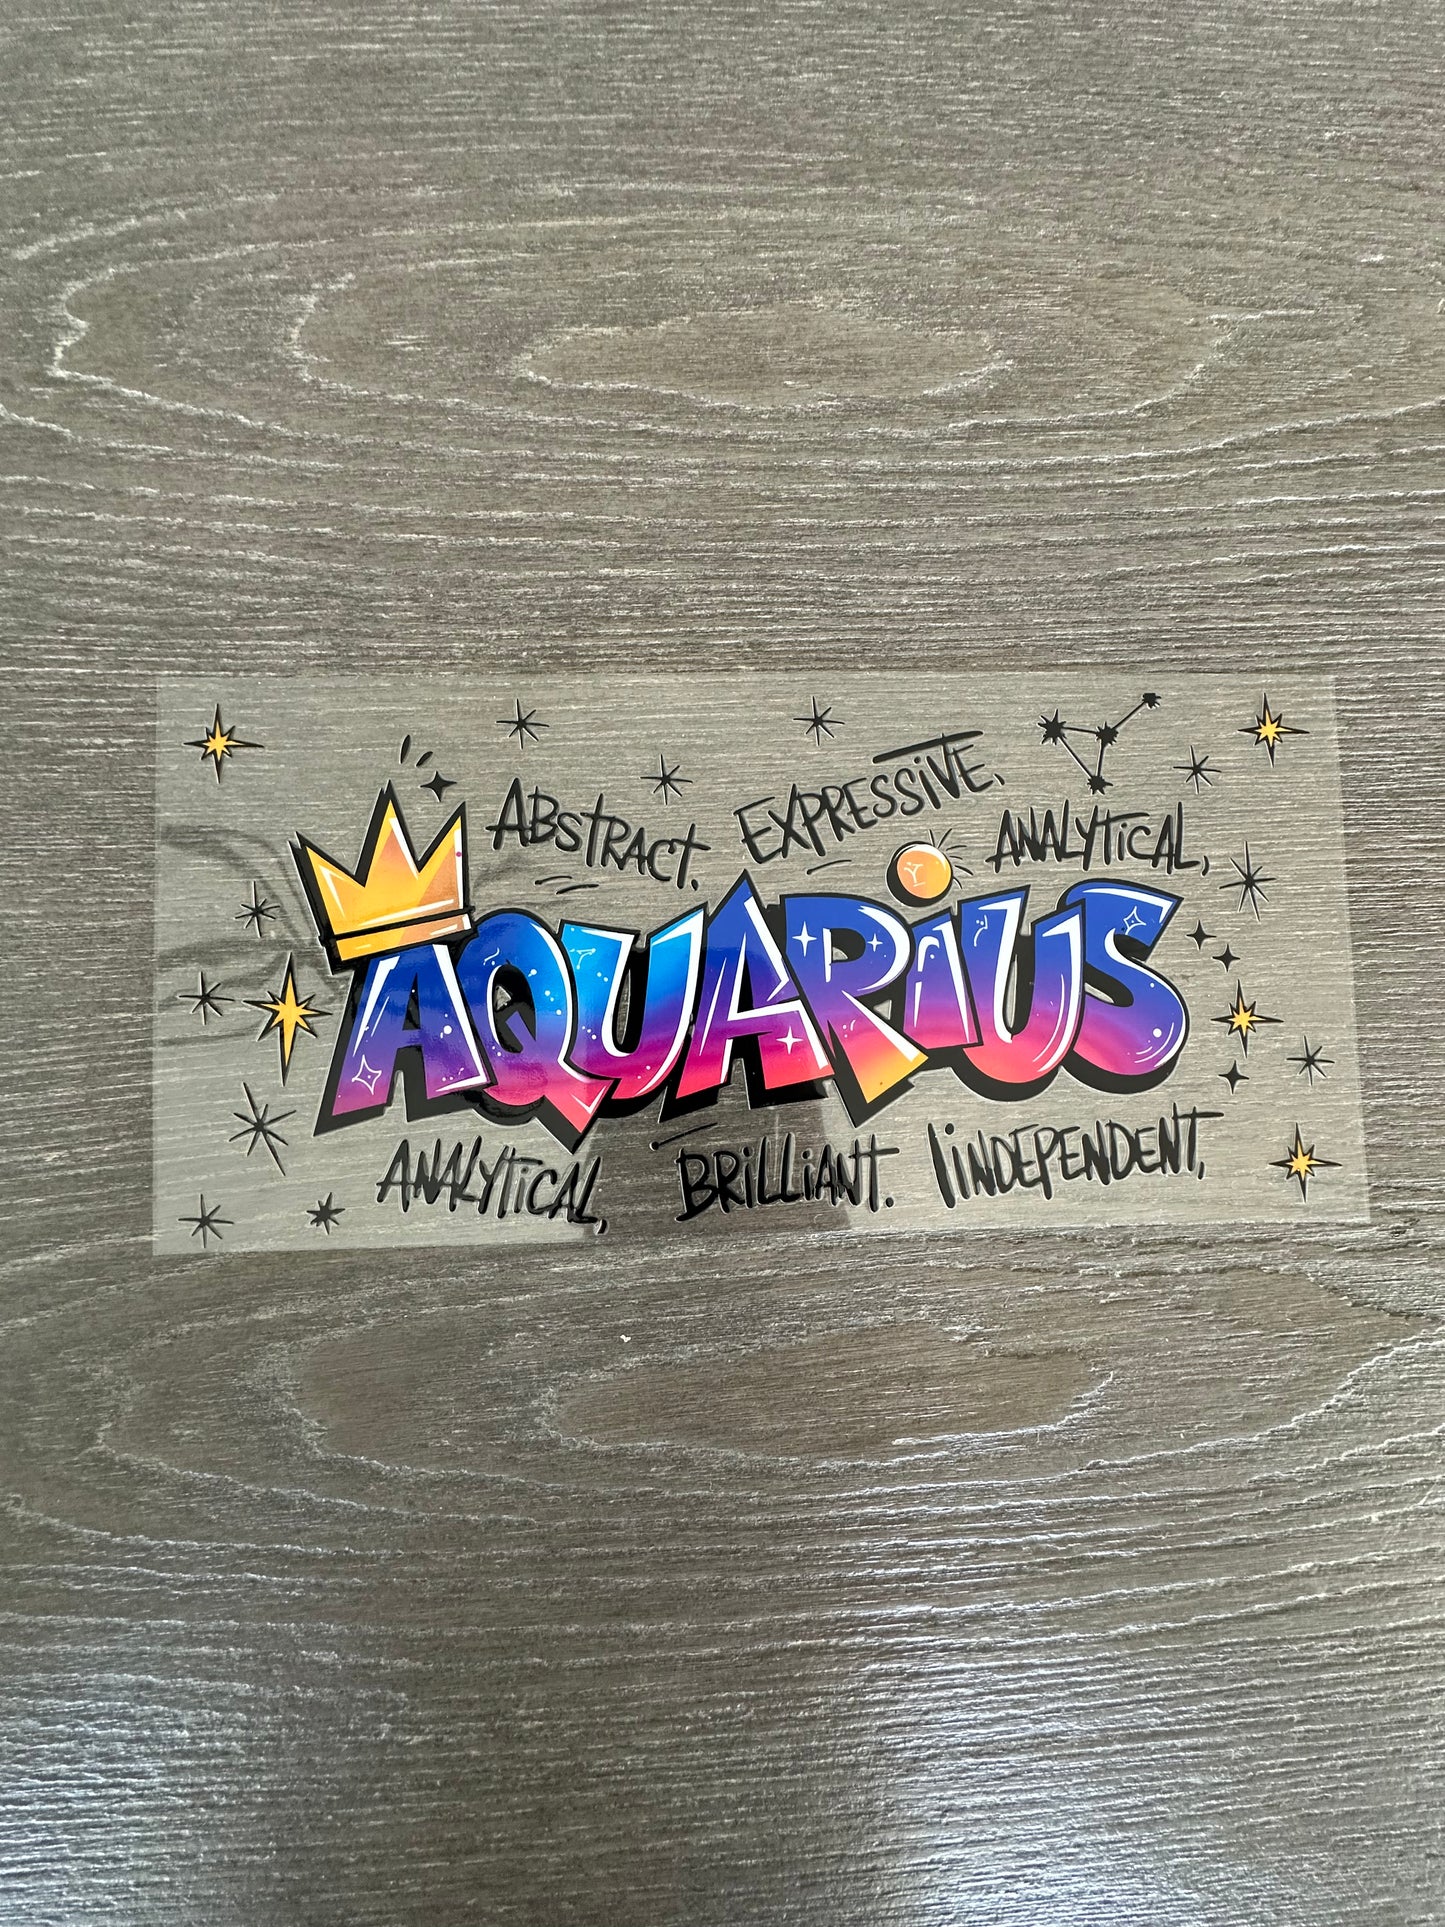 ABSTRACT. EXPRESSIVE,
ANALYTICAL,
AQUARIUS
ANALYTICAL, BRILLIANT. IINDEPENDENT,